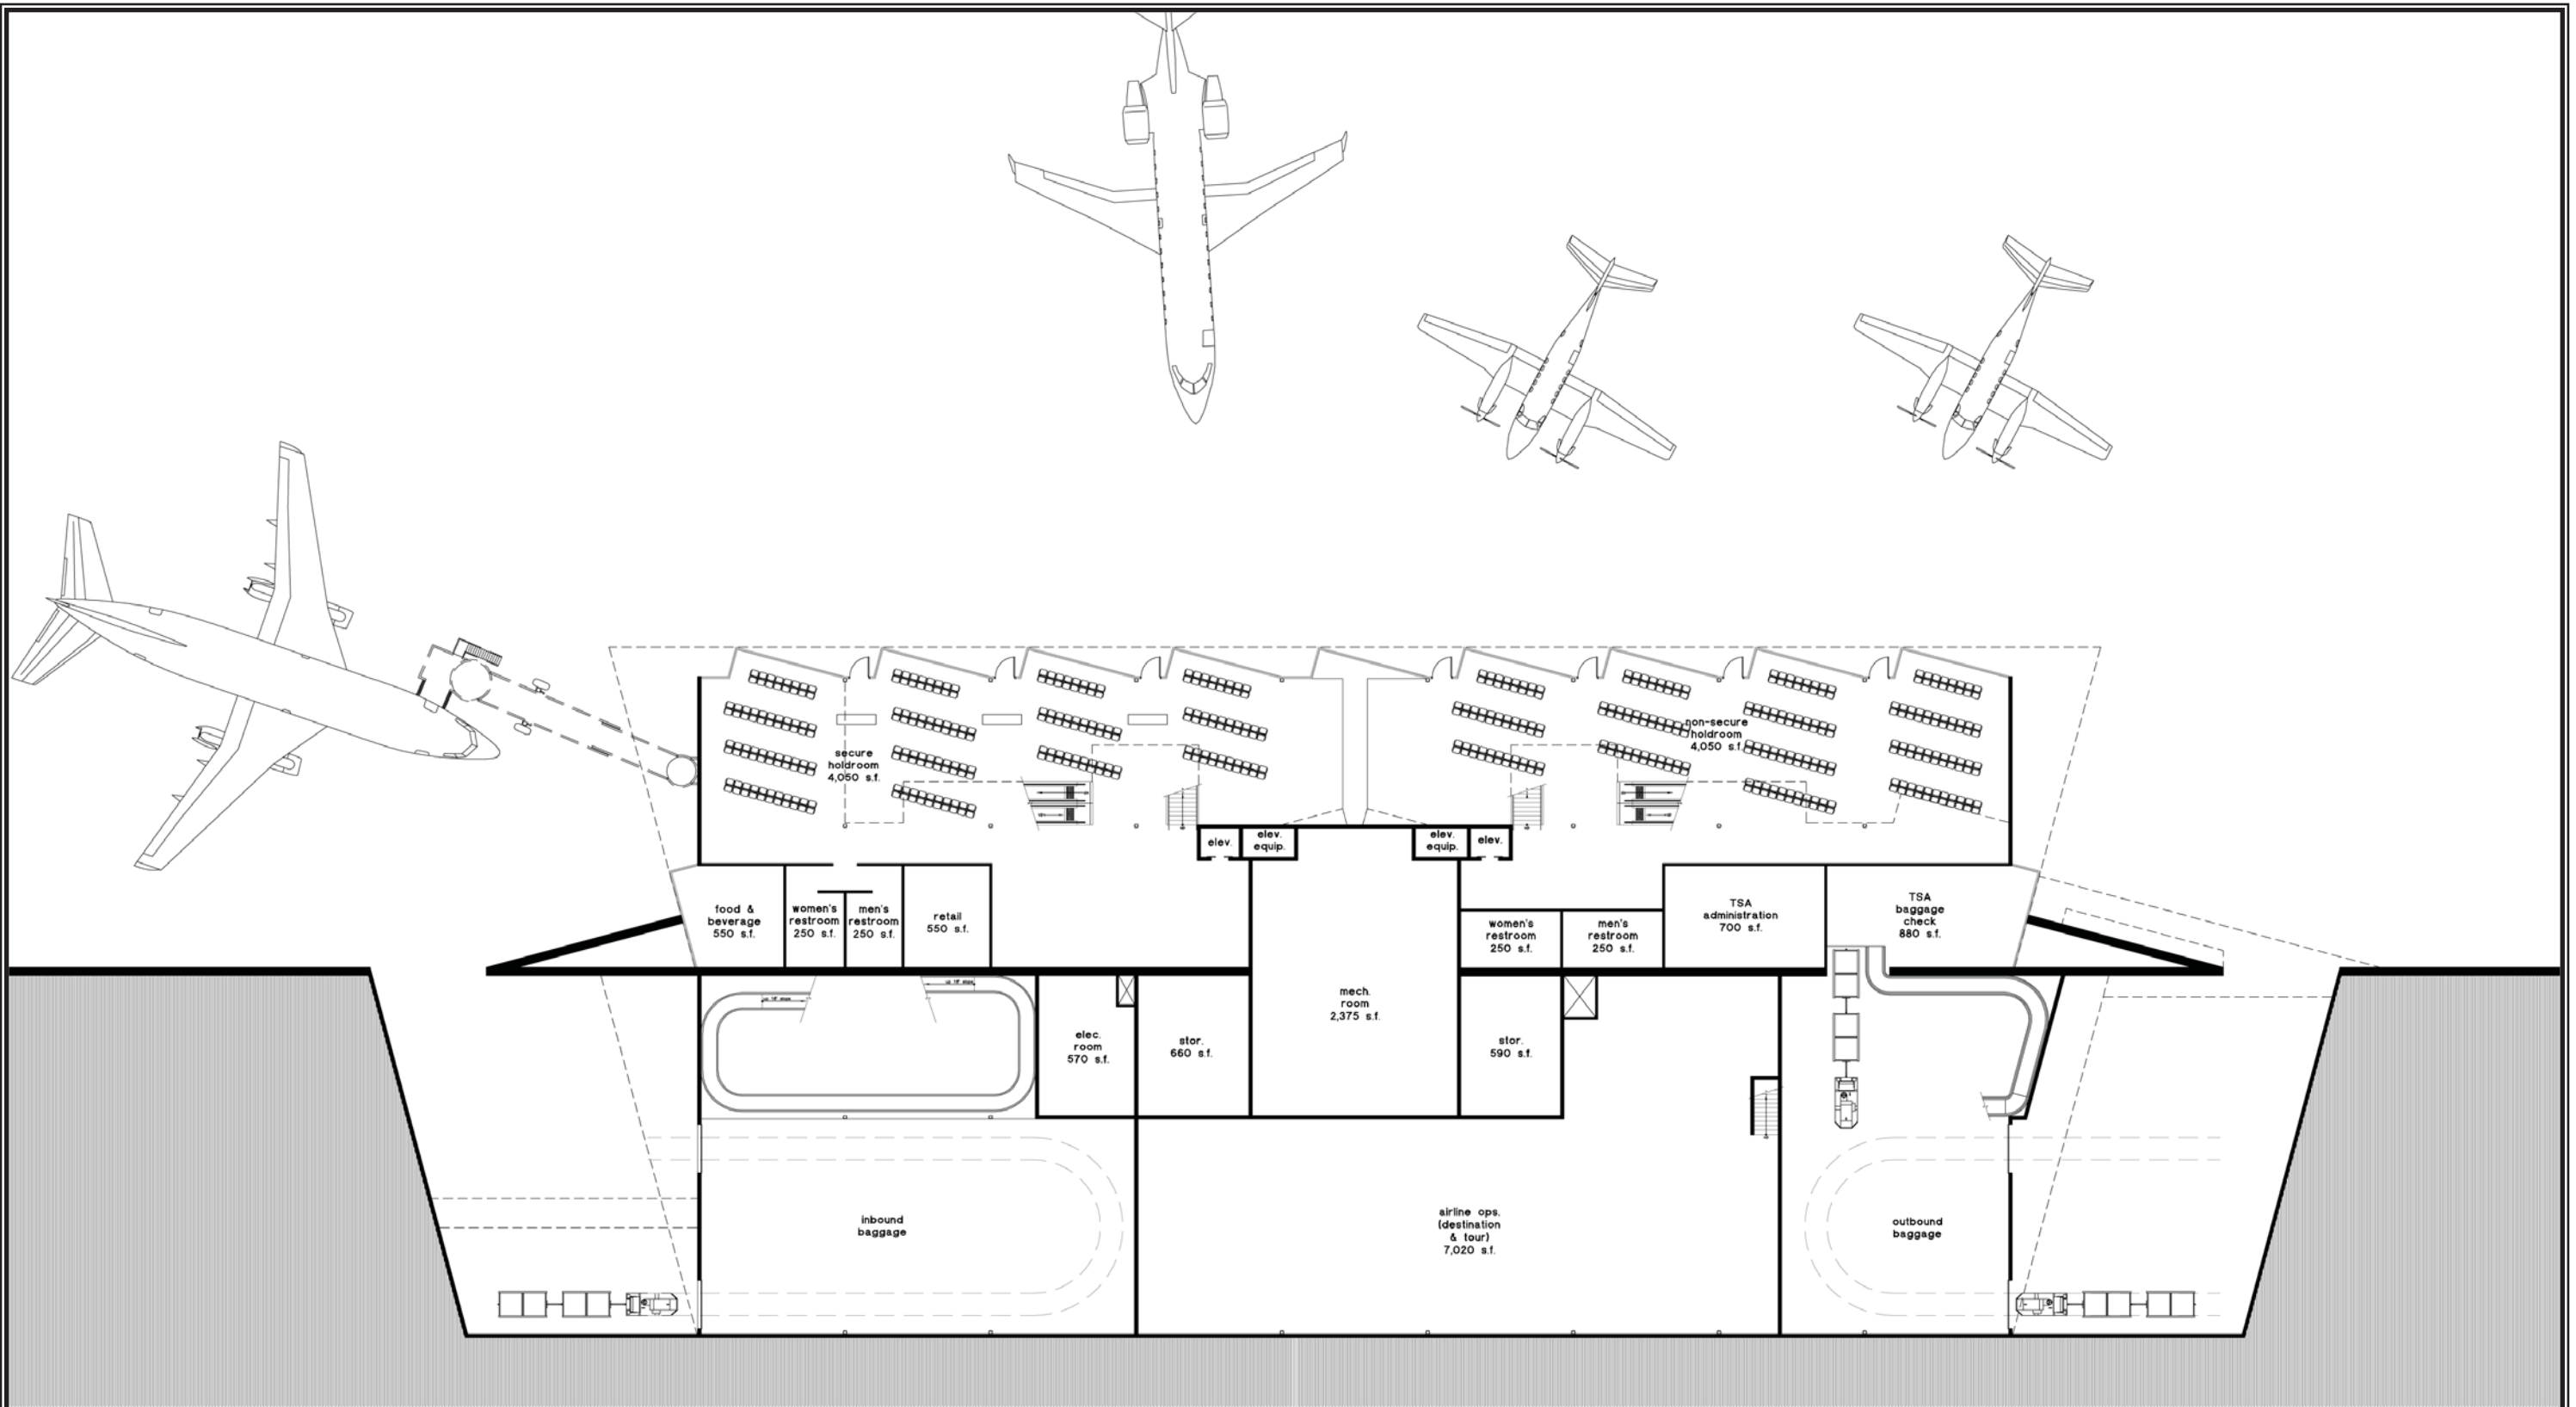 secure
holdroom
4,050 s.f.
non-secure
holdroom
4,050 s.f.
elev.
elev.
equip.
elev.
equip.
elev.
food &
beverage
550 s.f.
women's
restroom
250 s.f.
men's
restroom
250 s.f.
retail
550 s.f.
women's
restroom
250 s.f.
men's
restroom
250 s.f.
TSA
administration
700 s.f.
TSA
baggage
check
880 s.f.
elec.
room
570 s.f.
stor.
660 s.f.
mech.
room
2,375 s.f.
stor.
590 s.f.
inbound
baggage
airline ops.
(destination
& tour)
7,020 s.f.
outbound
baggage